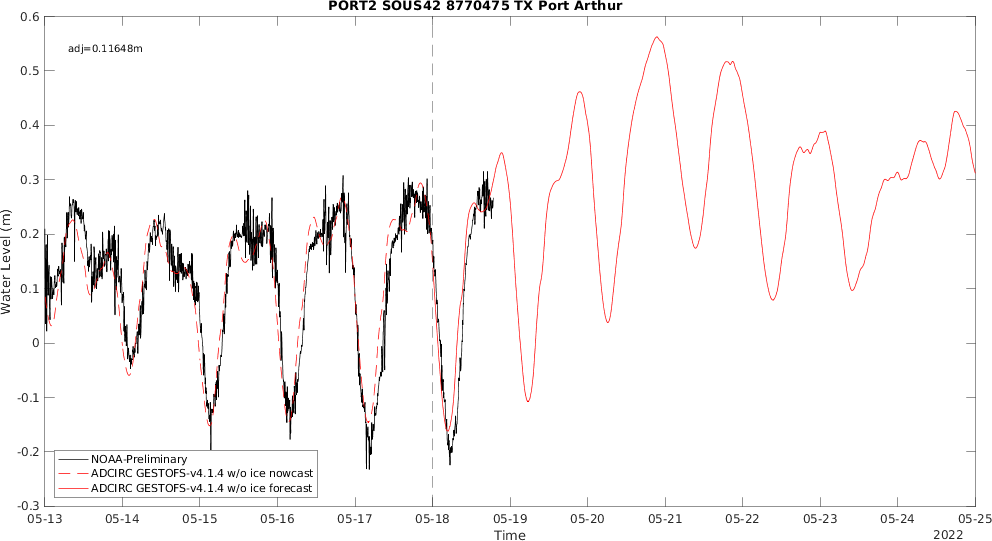 PORT2 SOUS42 8770475 TX Port Arthur
adj=0.11648m
Water Level (m)
0.6
0.5
0.4
0.3
0.2
0.1
0
-0.1
-0.2
-0.3
NOAA-Preliminary
ADCIRC GESTOFS-v4.1.4 w/o ice nowcast
ADCIRC GESTOFS-v4.1.4 w/o ice forecast
05-13 05-14 05-15 05-16 05-17 05-18 05-19 05-20 05-21 05-22 05-23 05-24 05-25
Time
2022